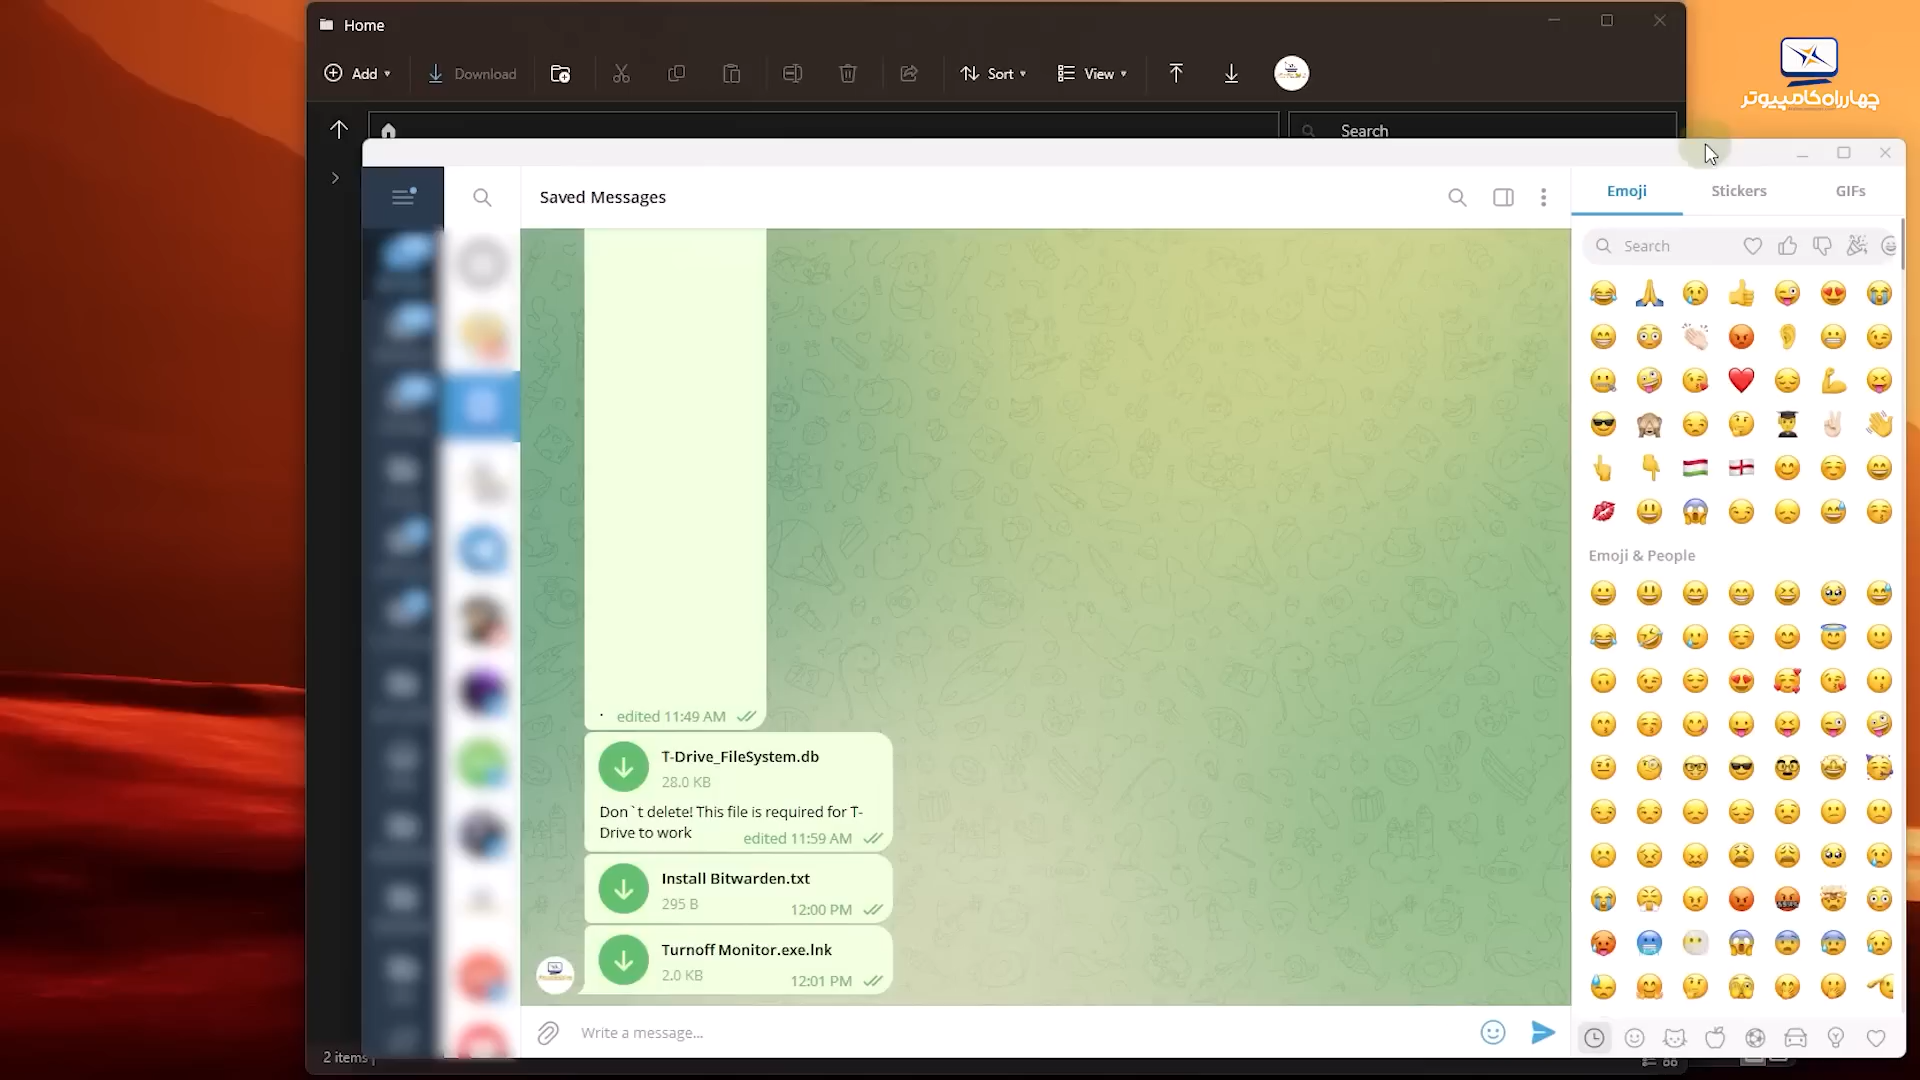 Home
Add
Download
Sort
View
چهارراه کامپیوتر
Search
Saved Messages
Emoji
Stickers
GIFs
Search
edited 11:49 AM
T-Drive_FileSystem.db
28.0 KB
Don`t delete! This file is required for T-
Drive to work
edited 11:59 AM
Install Bitwarden.txt
295 B
12:00 PM
Turnoff Monitor.exe.lnk
2.0 KB
12:01 PM
Emoji & People
Write a message...
2 items